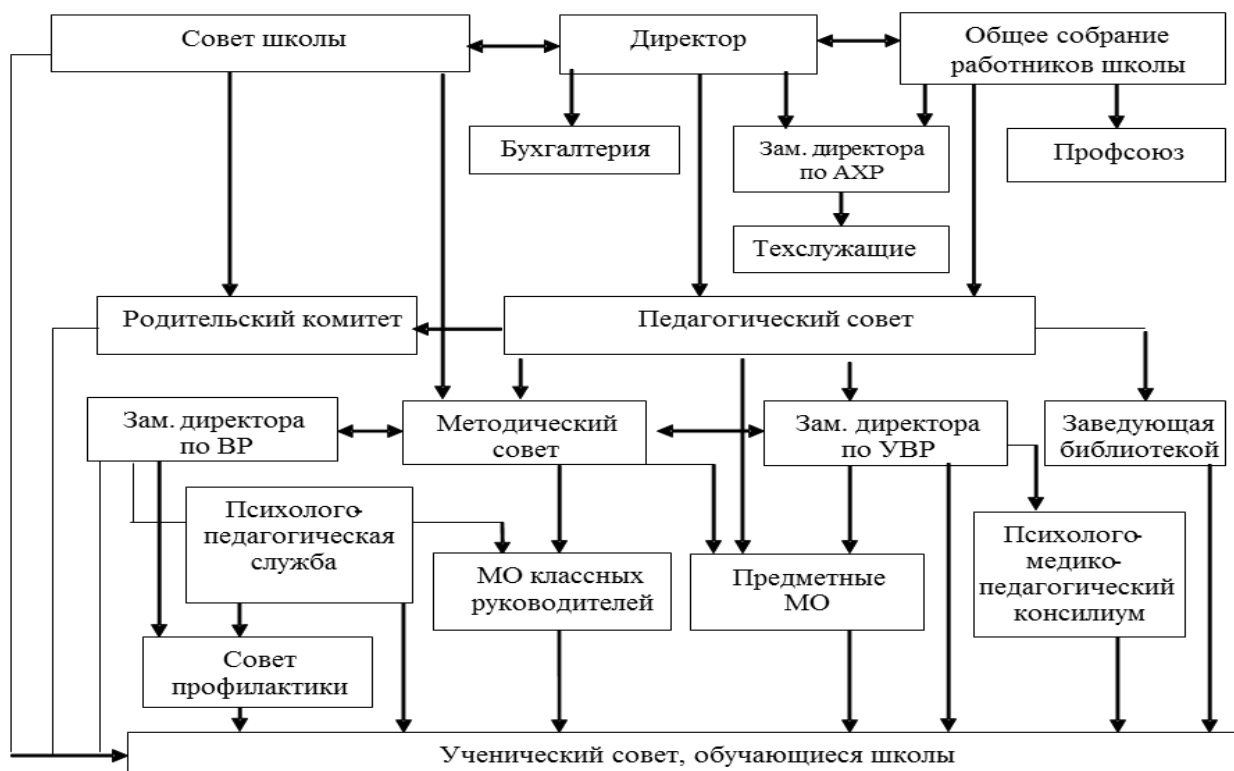 Совет школы
Директор
Общее собрание
работников школы
Бухгалтерия
Зам. директора
по АХР
Профсоюз
Техслужащие
Родительский комитет
Педагогический совет
Зам. директора
по ВР
Методический
совет
Зам. директора
по УВР
Заведующая
библиотекой
Психолого-
педагогическая
служба
МО классных
руководителей
Предметные
МО
Психолого-
медико-
педагогический
консилиум
Совет
профилактики
Ученический совет, обучающиеся школы